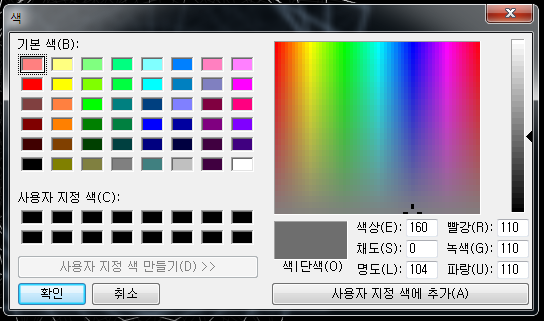 색
기본 색(B):
사용자 지정 색(C):
사용자 지정 색 만들기(D) >>
확인
취소
색|단색(O)
색상(E): 160
채도(S): 0
명도(L): 104
빨강(R): 110
녹색(G): 110
파랑(U): 110
사용자 지정 색에 추가(A)